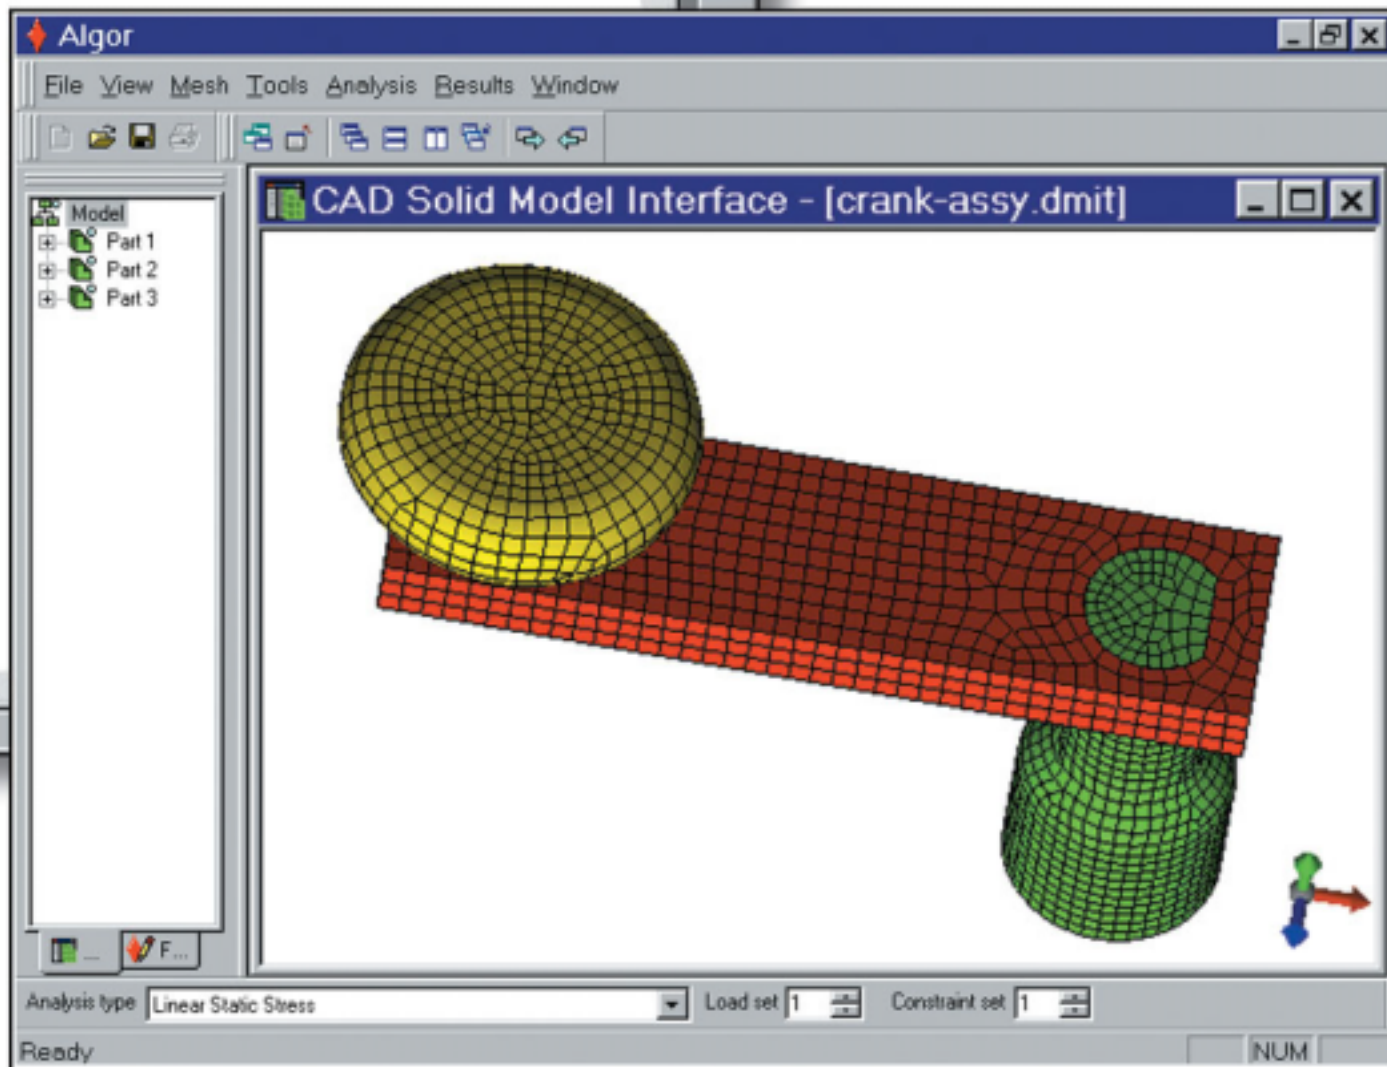 Algor
File View Mesh Tools Analysis Results Window
CAD Solid Model Interface - [crank-assy.dmit]
Model
Part 1
Part 2
Part 3
... F...
Analysis type Linear Static Stress Load set 1 Constraint set 1
Ready NUM